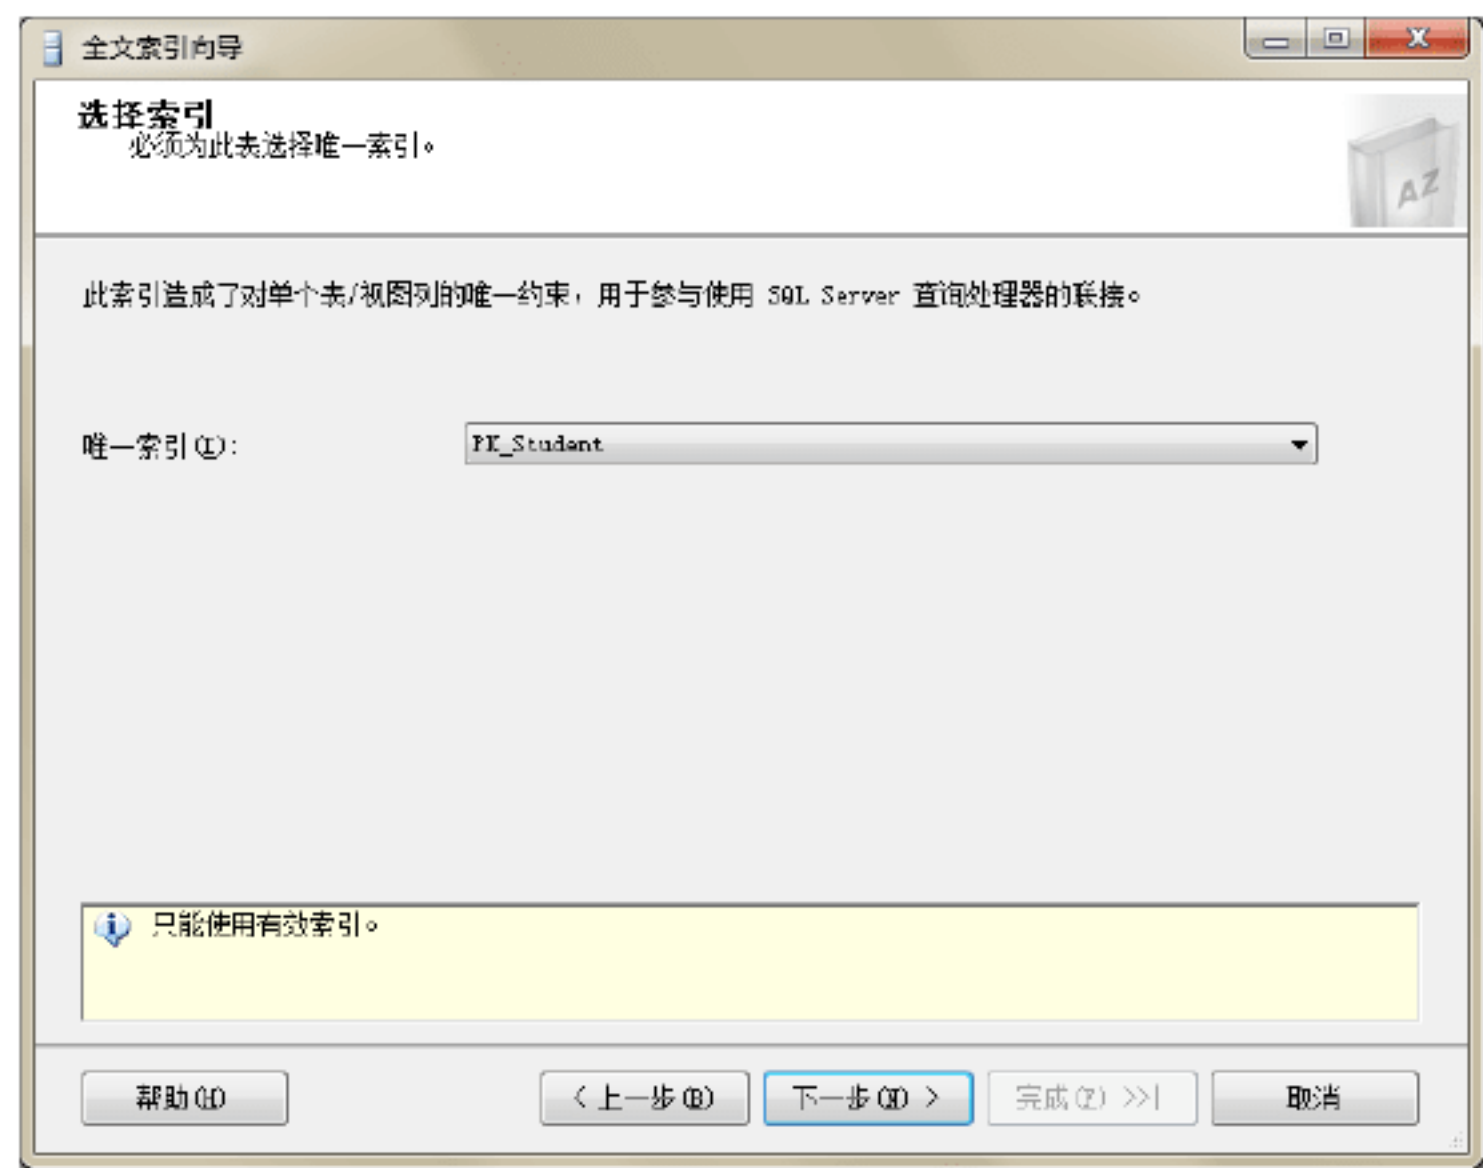 全文索引向导
选择索引
必须为此表选择唯一索引。
AZ
此索引造成了对单个表/视图列的唯一约束，用于参与使用 SQL Server 查询处理器的联接。
唯一索引(I):
PK_Student
只能使用有效索引。
帮助(H)
< 上一步(B)
下一步(N) >
完成(F) >>|
取消